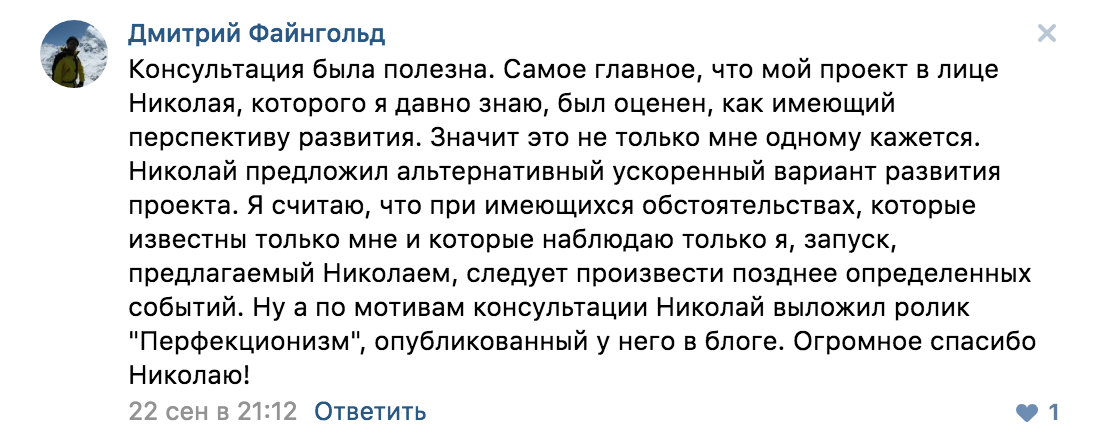 Дмитрий Файнгольд
Консультация была полезна. Самое главное, что мой проект в лице
Николая, которого я давно знаю, был оценен, как имеющий
перспективу развития. Значит это не только мне одному кажется.
Николай предложил альтернативный ускоренный вариант развития
проекта. Я считаю, что при имеющихся обстоятельствах, которые
известны только мне и которые наблюдаю только я, запуск,
предлагаемый Николаем, следует произвести позднее определенных
событий. Ну а по мотивам консультации Николай выложил ролик
"Перфекционизм", опубликованный у него в блоге. Огромное спасибо
Николаю!
22 сен в 21:12 Ответить 1